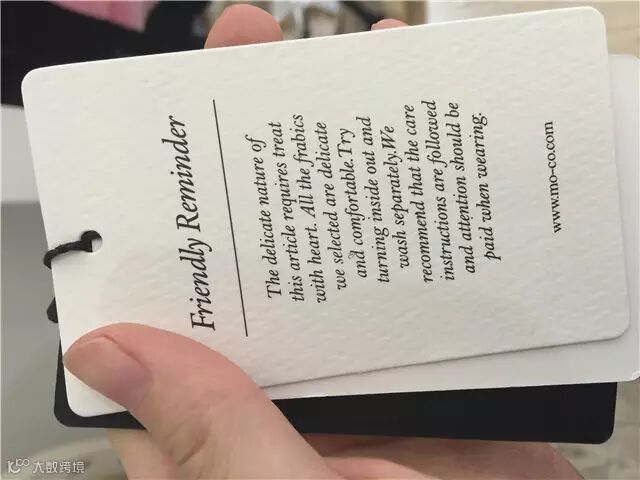 Friendly Reminder
The delicate nature of
this article requires treat
with heart. All the frabics
we selected are delicate
and comfortable.Try
turning inside out and
wash separately.We
recommend that the care
instructions are followed
and attention should be
paid when wearing.
www.mo-co.com
大数跨境